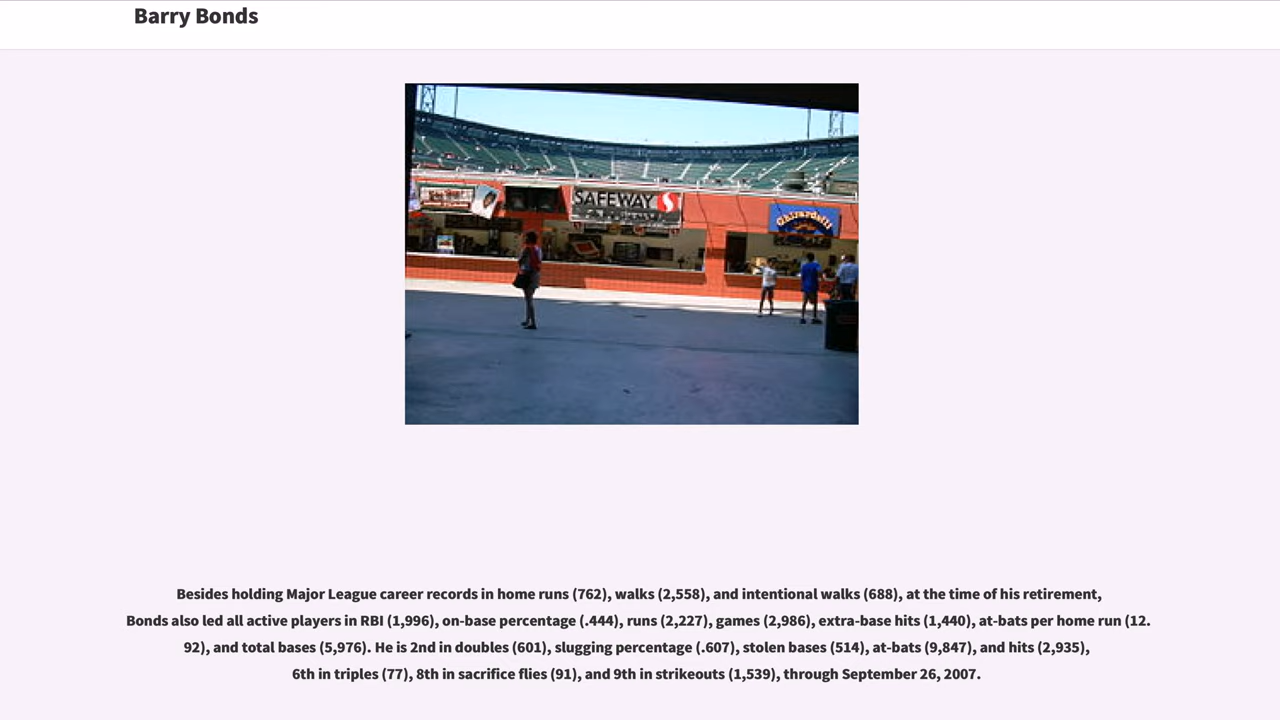 Barry Bonds
SAFEWAY
Ghirardelli
Besides holding Major League career records in home runs (762), walks (2,558), and intentional walks (688), at the time of his retirement,
Bonds also led all active players in RBI (1,996), on-base percentage (.444), runs (2,227), games (2,986), extra-base hits (1,440), at-bats per home run (12.
92), and total bases (5,976). He is 2nd in doubles (601), slugging percentage (.607), stolen bases (514), at-bats (9,847), and hits (2,935),
6th in triples (77), 8th in sacrifice flies (91), and 9th in strikeouts (1,539), through September 26, 2007.